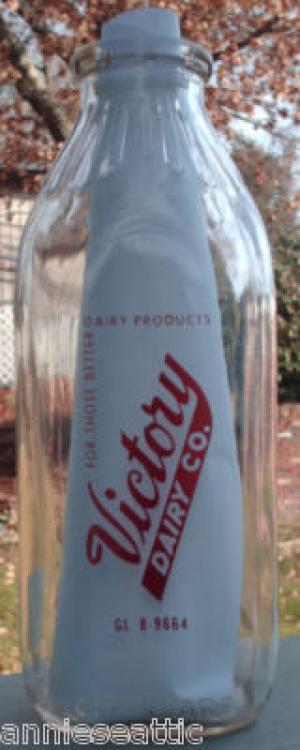 FOR THOSE BETTER
DAIRY PRODUCTS
Victory
DAIRY CO.
GL 8-9664
annieseattic